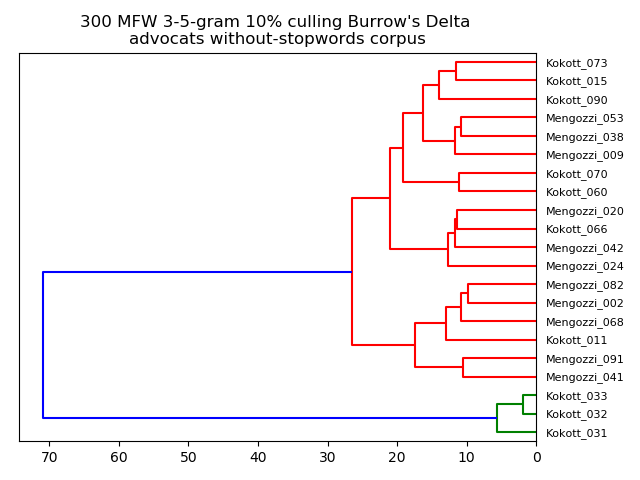 300 MFW 3-5-gram 10% culling Burrow's Delta
advocats without-stopwords corpus
Kokott_073
Kokott_015
Kokott_090
Mengozzi_053
Mengozzi_038
Mengozzi_009
Kokott_070
Kokott_060
Mengozzi_020
Kokott_066
Mengozzi_042
Mengozzi_024
Mengozzi_082
Mengozzi_002
Mengozzi_068
Kokott_011
Mengozzi_091
Mengozzi_041
Kokott_033
Kokott_032
Kokott_031
70 60 50 40 30 20 10 0